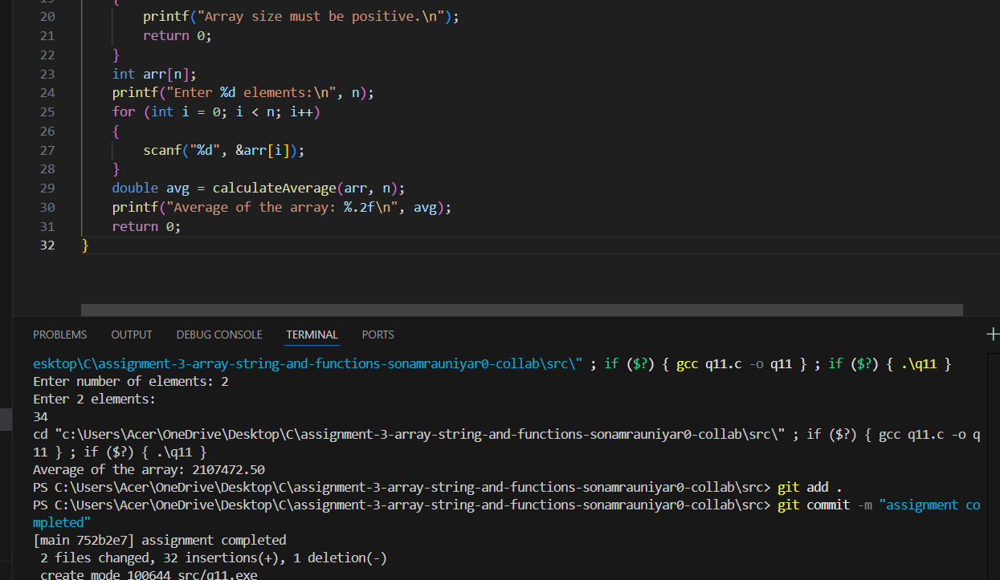 19 {
20 printf("Array size must be positive.\n");
21 return 0;
22 }
23 int arr[n];
24 printf("Enter %d elements:\n", n);
25 for (int i = 0; i < n; i++)
26 {
27 scanf("%d", &arr[i]);
28 }
29 double avg = calculateAverage(arr, n);
30 printf("Average of the array: %.2f\n", avg);
31 return 0;
32 }
PROBLEMS OUTPUT DEBUG CONSOLE TERMINAL PORTS
esktop\C\assignment-3-array-string-and-functions-sonamrauniyar0-collab\src\" ; if ($?) { gcc q11.c -o q11 } ; if ($?) { .\q11 }
Enter number of elements: 2
Enter 2 elements:
34
cd "c:\Users\Acer\OneDrive\Desktop\C\assignment-3-array-string-and-functions-sonamrauniyar0-collab\src\" ; if ($?) { gcc q11.c -o q
11 } ; if ($?) { .\q11 }
Average of the array: 2107472.50
PS C:\Users\Acer\OneDrive\Desktop\C\assignment-3-array-string-and-functions-sonamrauniyar0-collab\src> git add .
PS C:\Users\Acer\OneDrive\Desktop\C\assignment-3-array-string-and-functions-sonamrauniyar0-collab\src> git commit -m "assignment co
mpleted"
[main 752b2e7] assignment completed
2 files changed, 32 insertions(+), 1 deletion(-)
create mode 100644 src/q11.exe